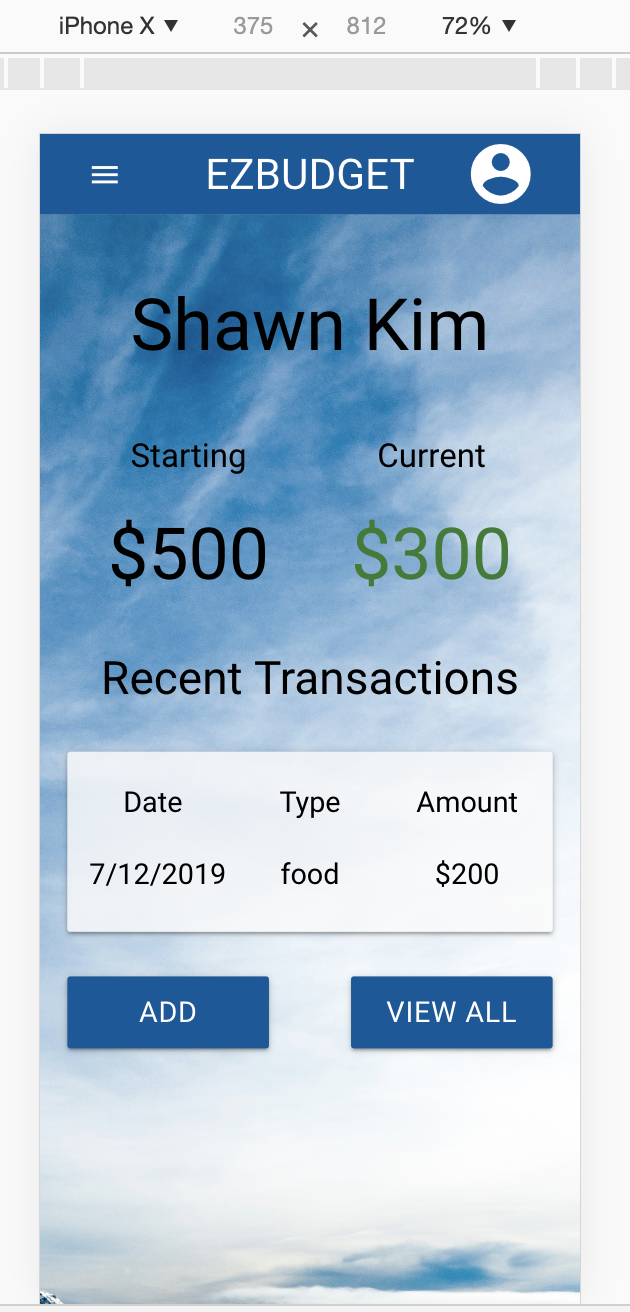 iPhone X ▼ 375 × 812 72% ▼
EZBUDGET
Shawn Kim
Starting Current
$500 $300
Recent Transactions
Date Type Amount
7/12/2019 food $200
ADD VIEW ALL